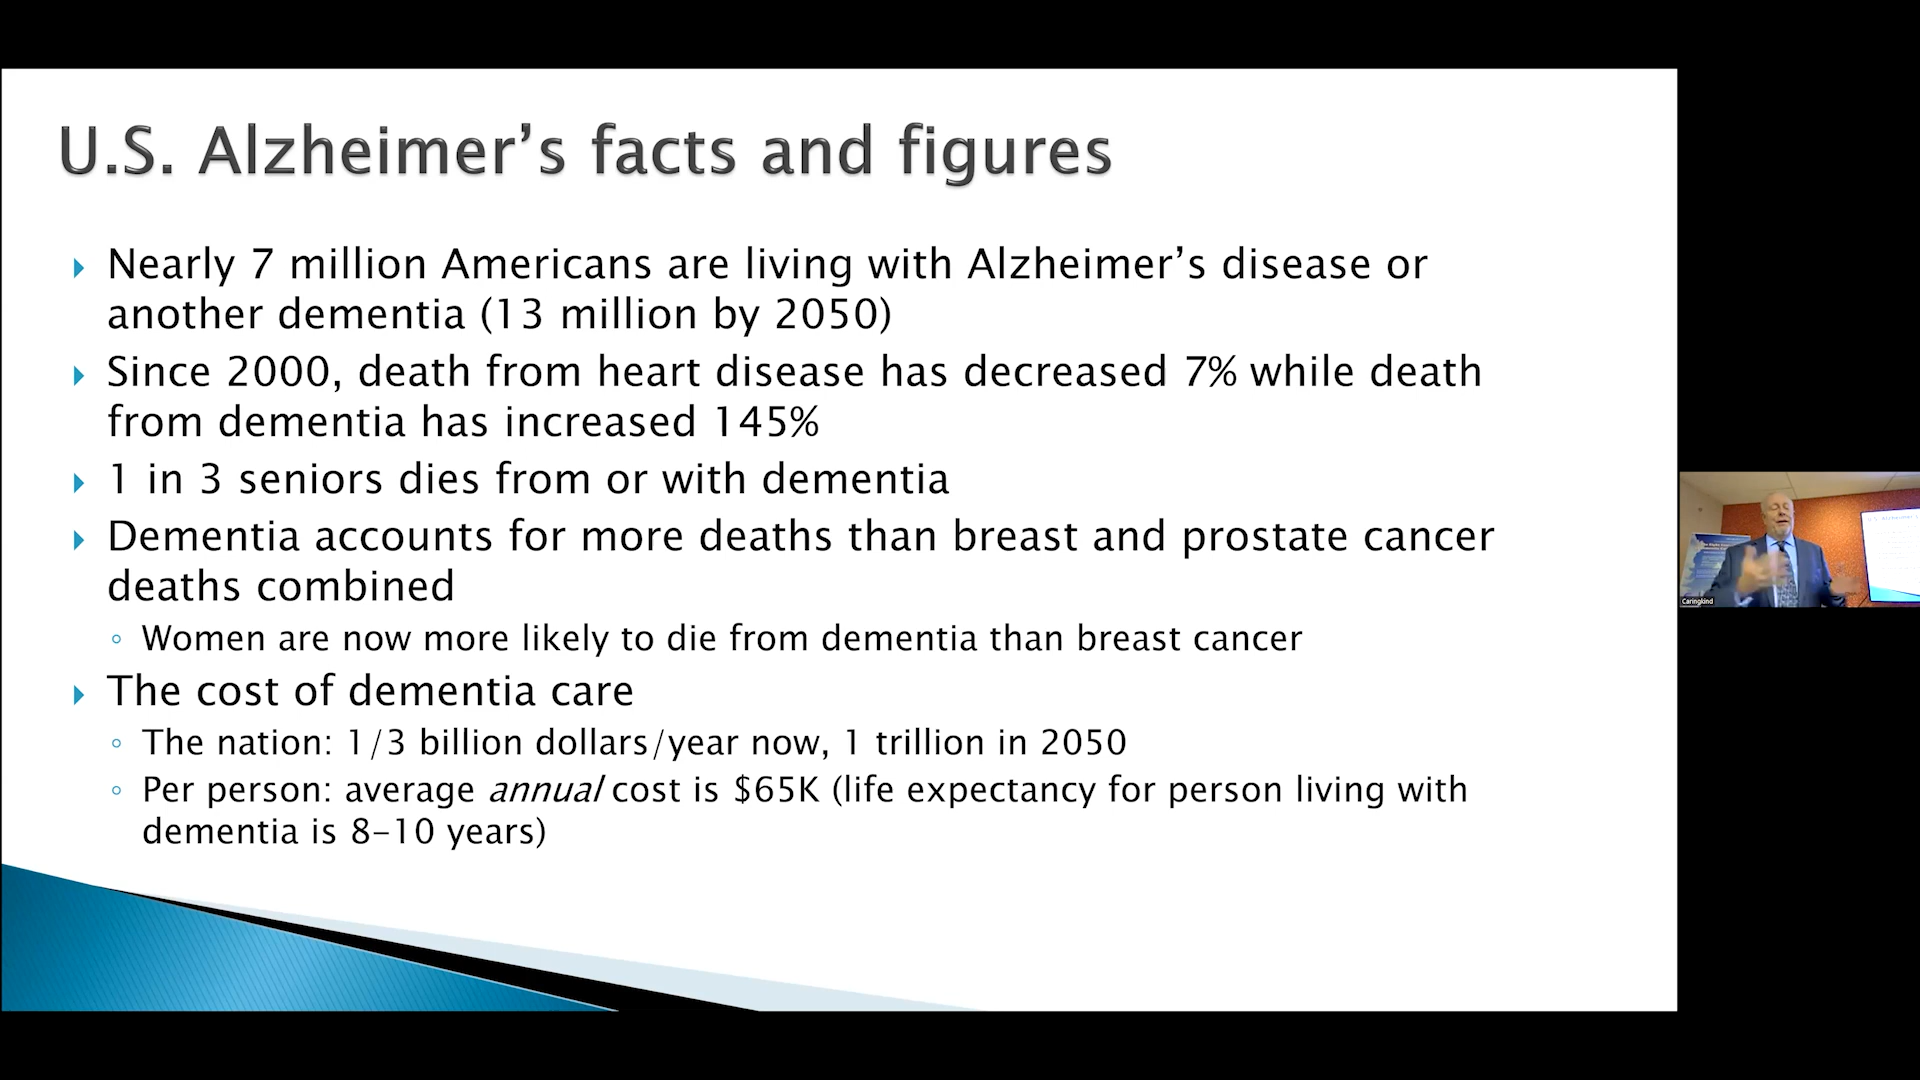 U.S. Alzheimer’s facts and figures
Nearly 7 million Americans are living with Alzheimer’s disease or
another dementia (13 million by 2050)
Since 2000, death from heart disease has decreased 7% while death
from dementia has increased 145%
1 in 3 seniors dies from or with dementia
Dementia accounts for more deaths than breast and prostate cancer
deaths combined
Women are now more likely to die from dementia than breast cancer
The cost of dementia care
The nation: 1/3 billion dollars/year now, 1 trillion in 2050
Per person: average annual cost is $65K (life expectancy for person living with
dementia is 8-10 years)
Caringkind